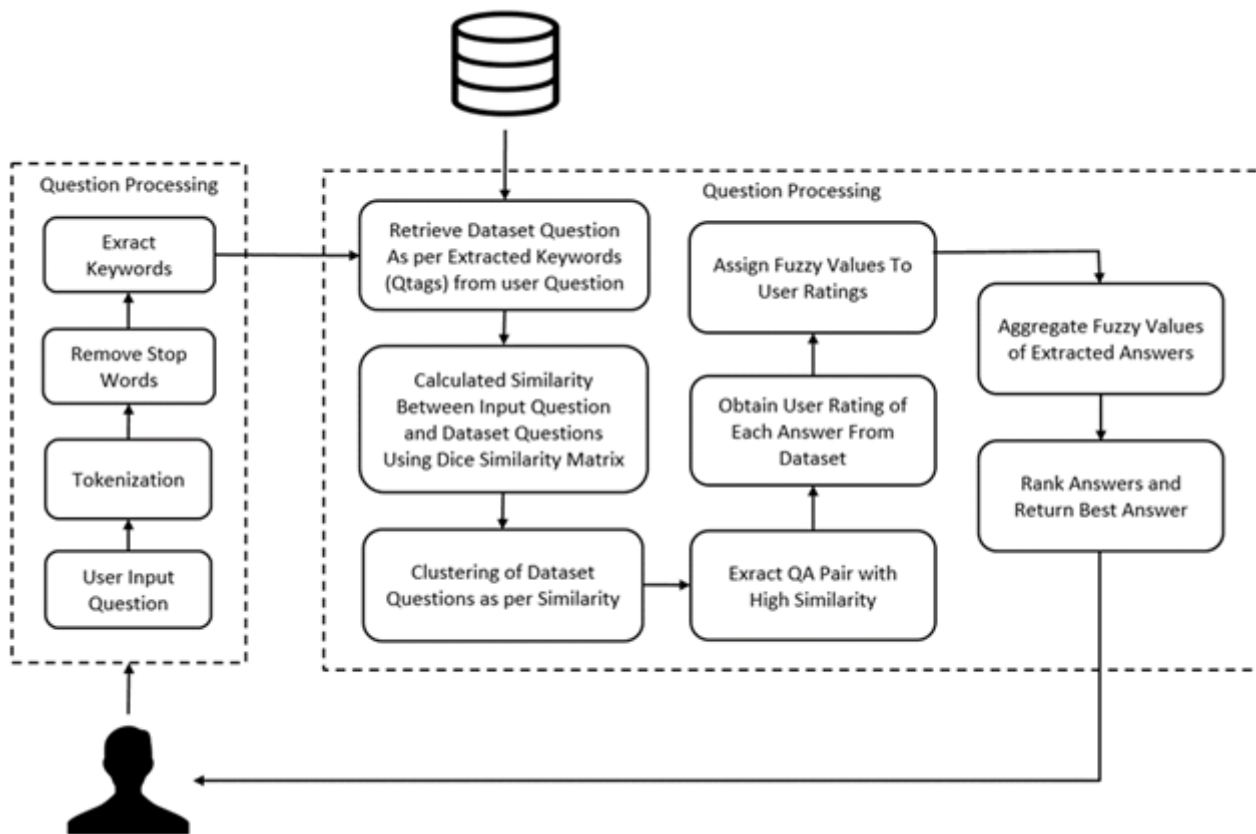 Question Processing
Exract
Keywords
Remove Stop
Words
Tokenization
User Input
Question
Question Processing
Retrieve Dataset Question
As per Extracted Keywords
(Qtags) from user Question
Calculated Similarity
Between Input Question
and Dataset Questions
Using Dice Similarity Matrix
Clustering of Dataset
Questions as per Similarity
Assign Fuzzy Values To
User Ratings
Obtain User Rating of
Each Answer From
Dataset
Exract QA Pair with
High Similarity
Aggregate Fuzzy Values
of Extracted Answers
Rank Answers and
Return Best Answer